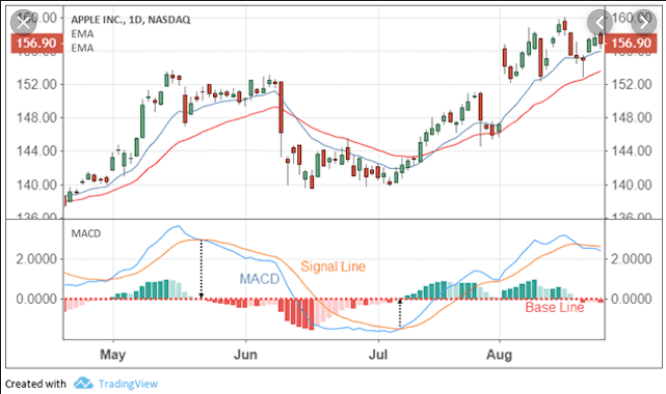 160.00 APPLE INC., 1D, NASDAQ 160.00
EMA
156.90 156.90
EMA
152.00 152.00
148.00 148.00
144.00 144.00
140.00 140.00
136.00 136.00
MACD
2.0000 Signal Line 2.0000
MACD
0.0000 0.0000
Base Line
May Jun Jul Aug
Created with TradingView